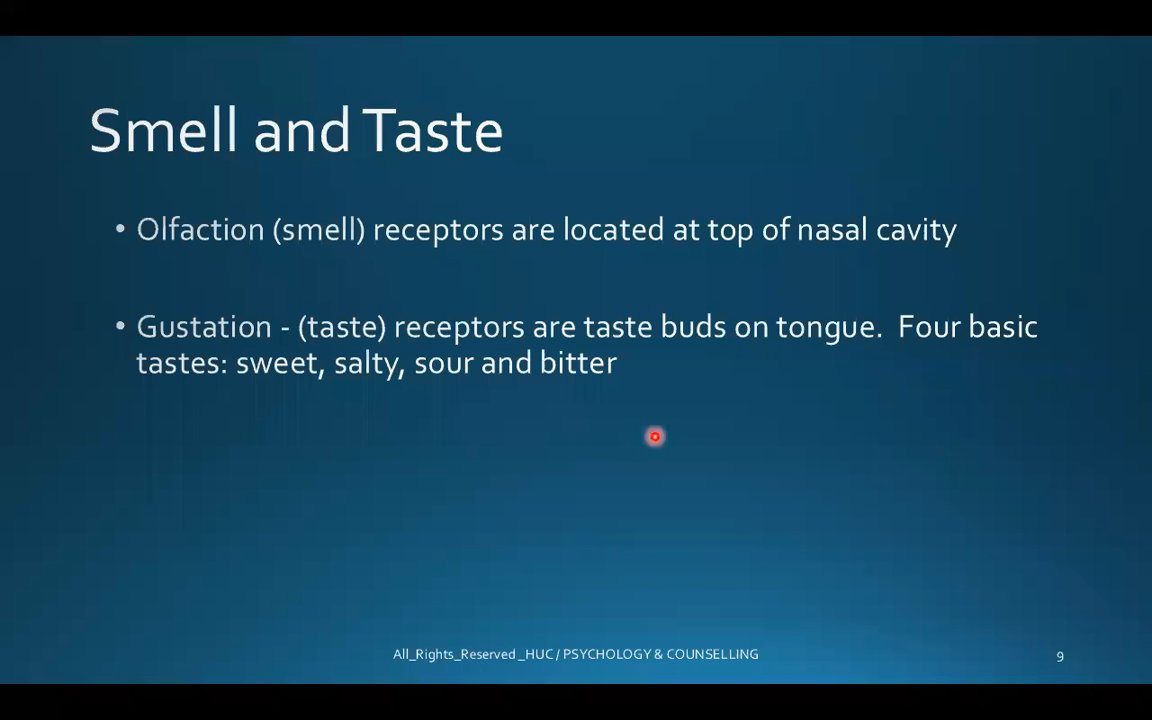 Smell and Taste
• Olfaction (smell) receptors are located at top of nasal cavity
• Gustation - (taste) receptors are taste buds on tongue.  Four basic
tastes: sweet, salty, sour and bitter
All_Rights_Reserved _HUC / PSYCHOLOGY & COUNSELLING
9